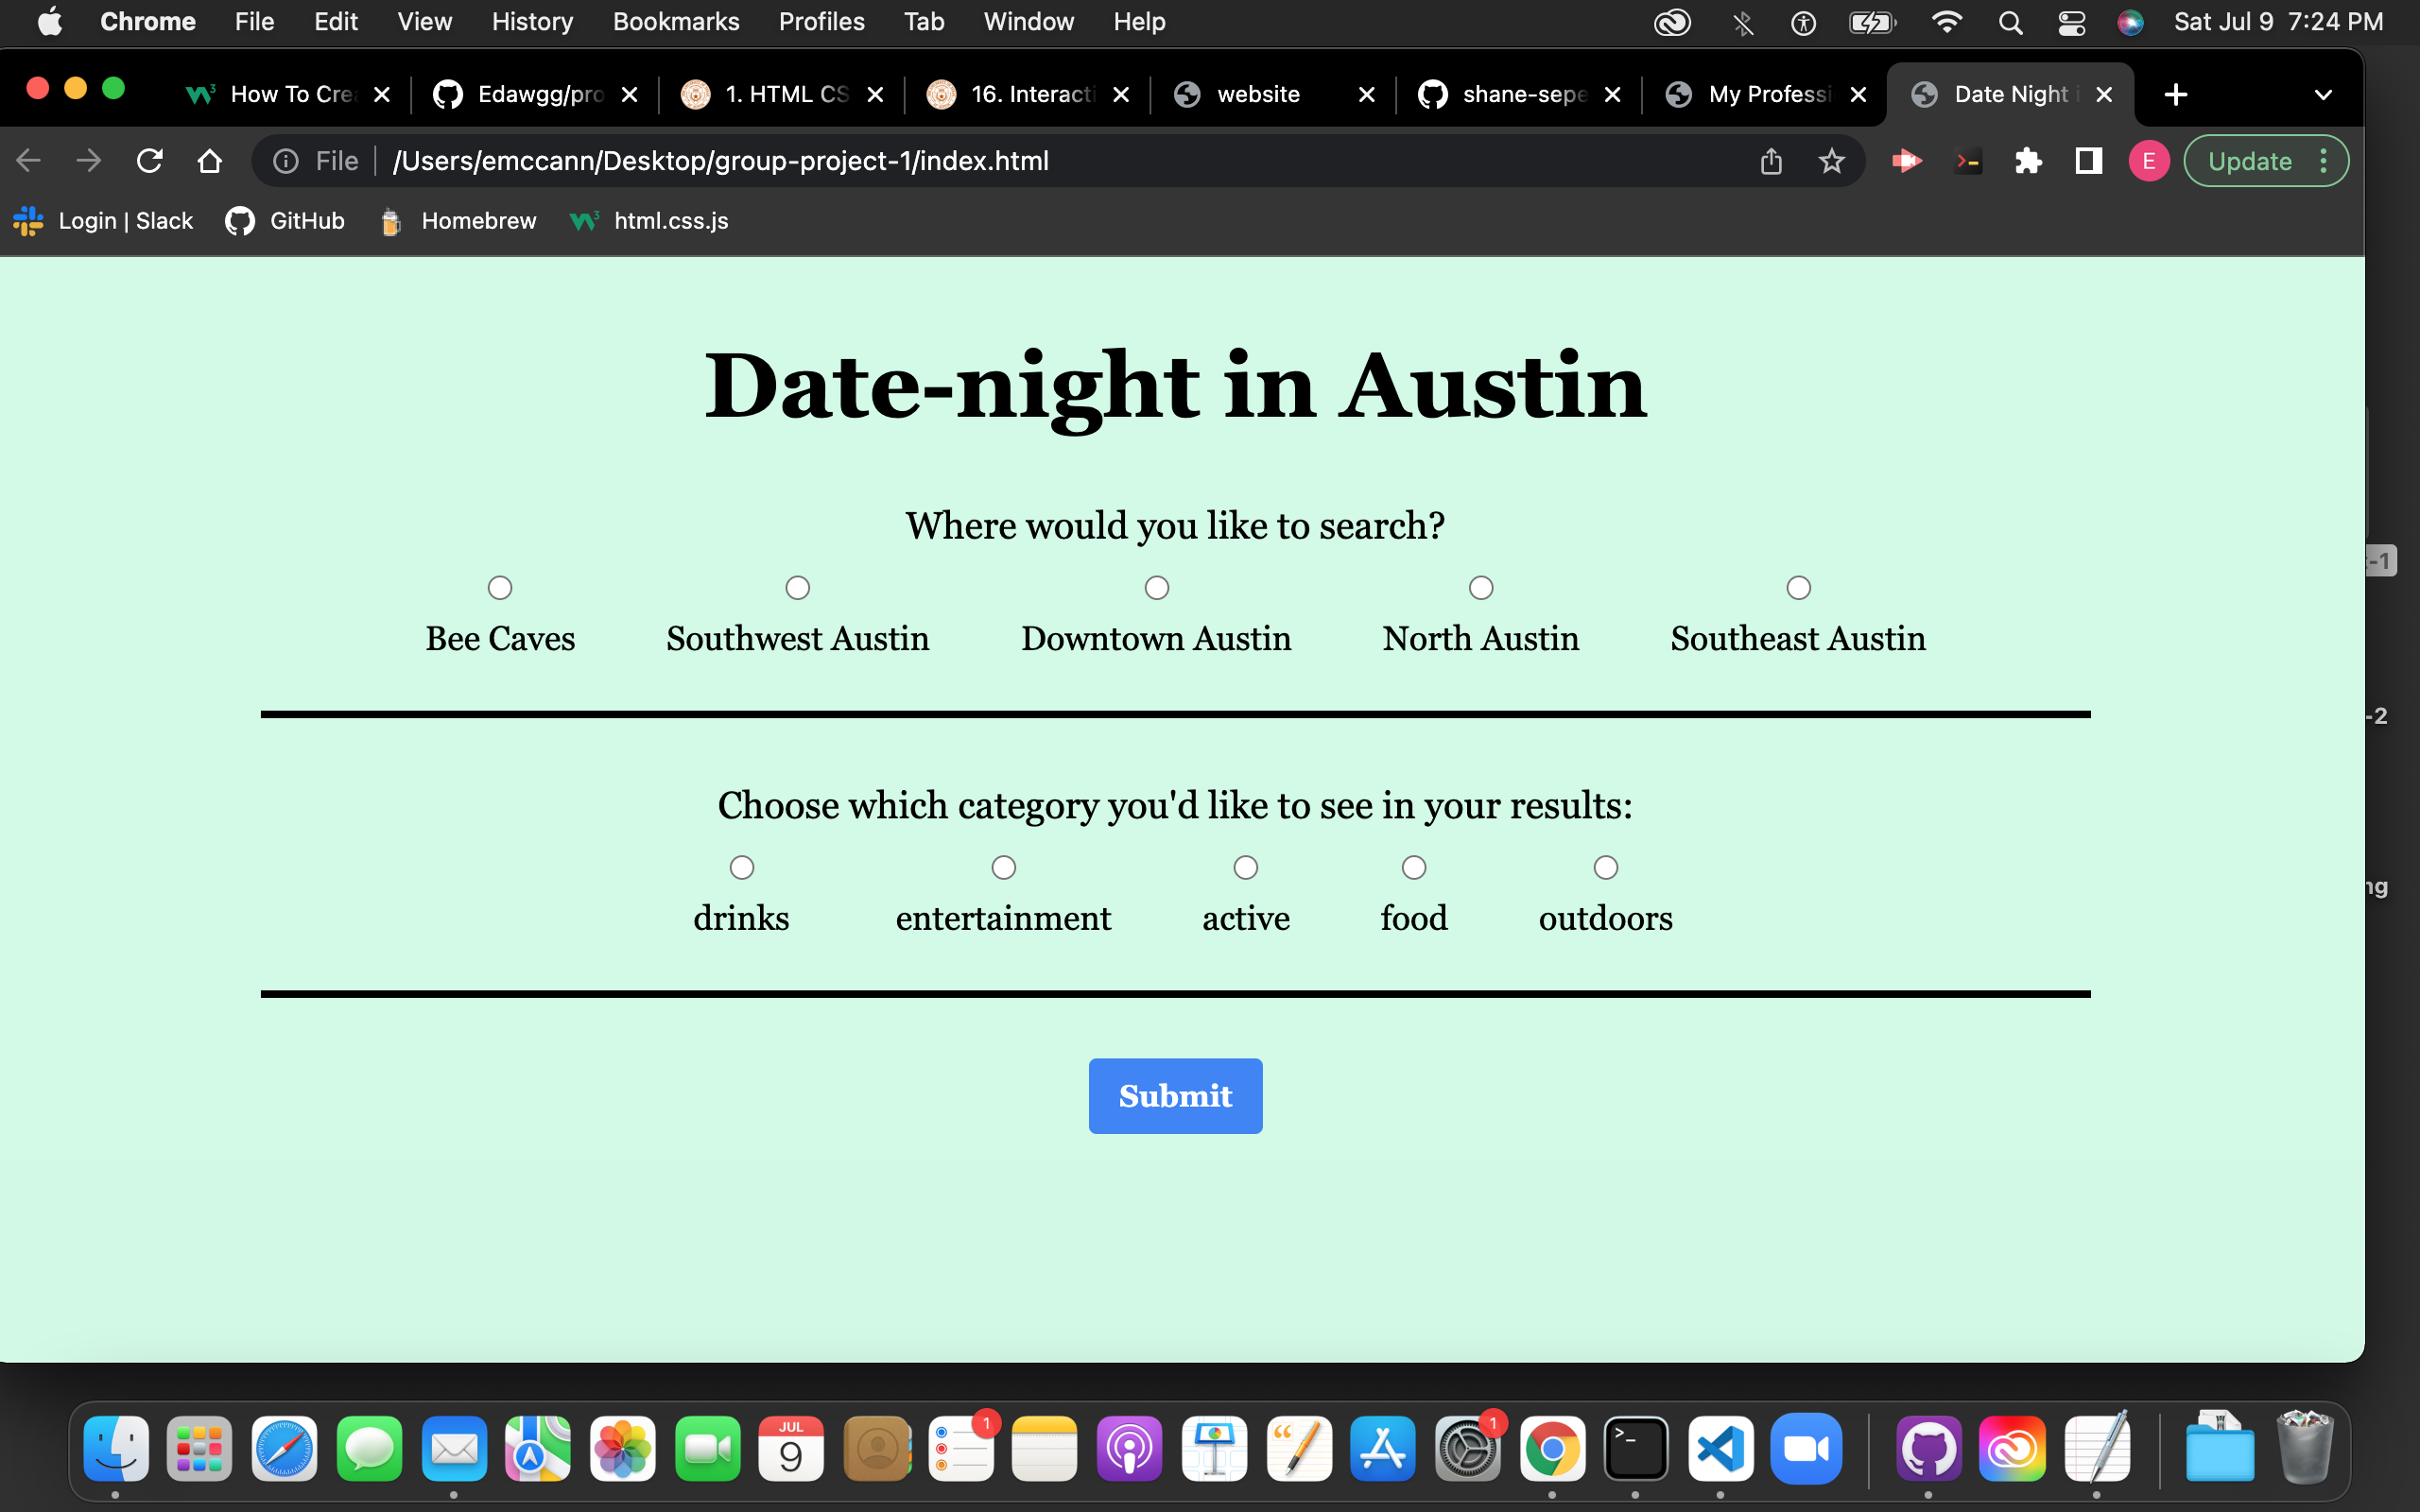 Chrome File Edit View History Bookmarks Profiles Tab Window Help Sat Jul 9 7:24 PM
How To Crea Edawgg/pro 1. HTML CS 16. Interacti website shane-sepe My Professi Date Night i
File /Users/emccann/Desktop/group-project-1/index.html E Update
Login | Slack GitHub Homebrew html.css.js
Date-night in Austin
Where would you like to search?
Bee Caves Southwest Austin Downtown Austin North Austin Southeast Austin
Choose which category you'd like to see in your results:
drinks entertainment active food outdoors
Submit
-1
-2
ng
JUL 1 1
9